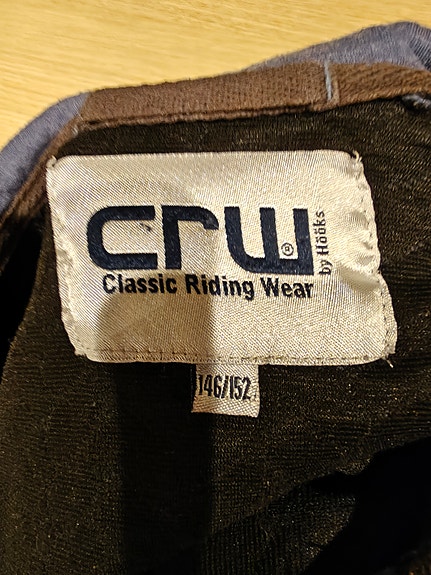 crw®
by Hööks
Classic Riding Wear
146/152